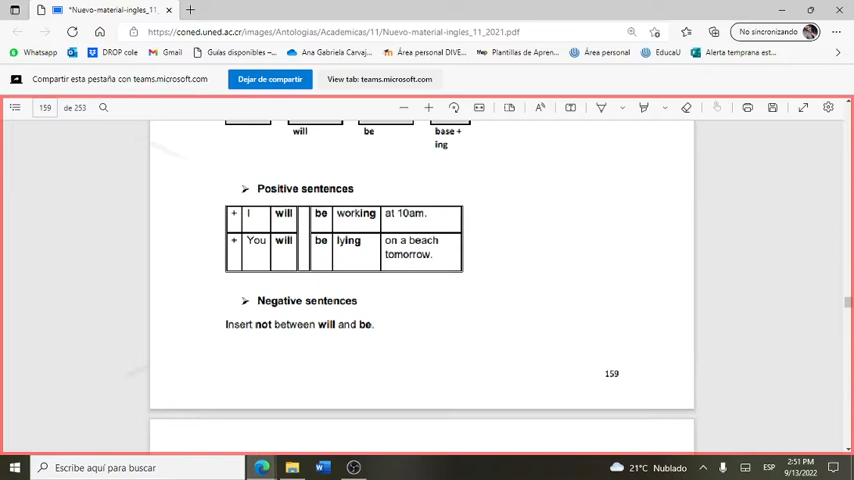 *Nuevo-material-ingles_11_
https://coned.uned.ac.cr/images/Antologias/Academicas/11/Nuevo-material-ingles_11_2021.pdf
No sincronizando
Whatsapp
DROP cole
Gmail
Guías disponibles –...
Ana Gabriela Carvaj...
Área personal DIVE...
Plantillas de Apren...
Área personal
EducaU
Alerta temprana est...
Compartir esta pestaña con teams.microsoft.com
Dejar de compartir
View tab: teams.microsoft.com
159 de 253
will be base +
ing
➢ Positive sentences
+ I will be working at 10am.
+ You will be lying on a beach
tomorrow.
➢ Negative sentences
Insert not between will and be.
159
Escribe aquí para buscar
21°C Nublado
ESP
2:51 PM
9/13/2022